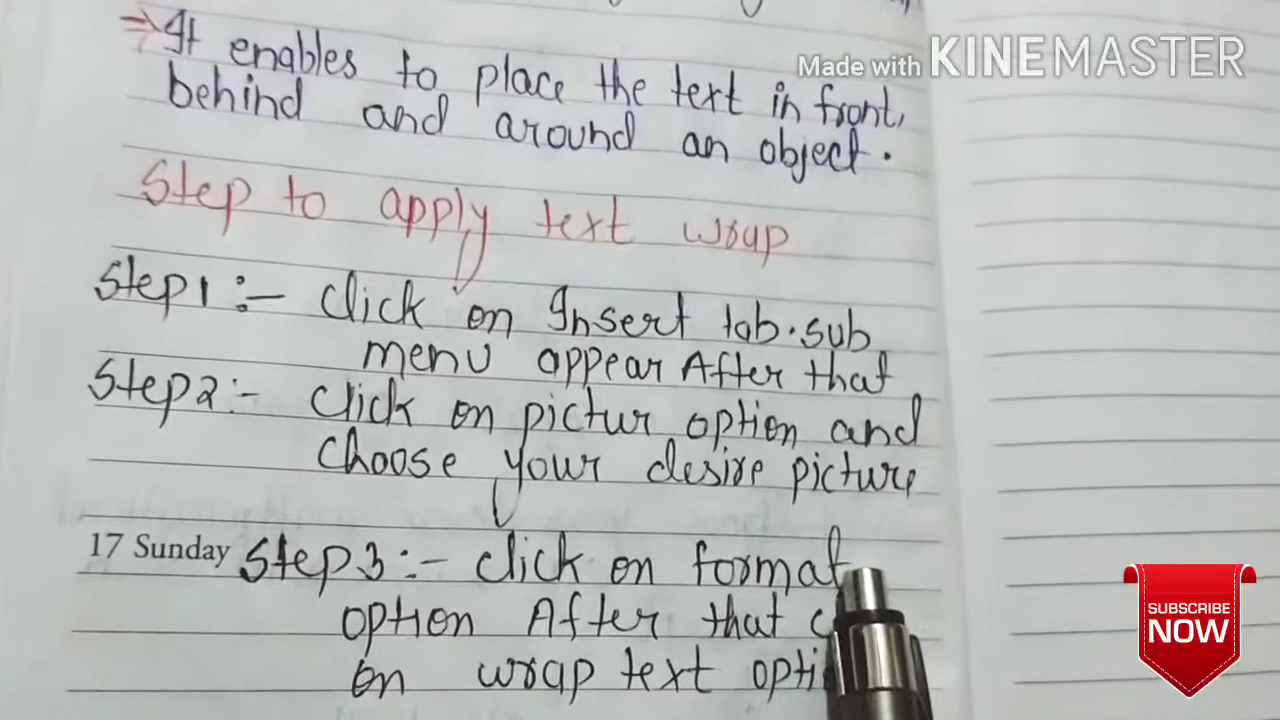 ⇒It enables to place the text in front,
Made with KINEMASTER
behind and around an object.
Step to apply text wrap
Step1:- Click on Insert tab.sub
menu appear After that
Step2:- Click on pictur option and
choose your desire picture
17 Sunday Step3:- click on format
option After that
on wrap text
SUBSCRIBE
NOW